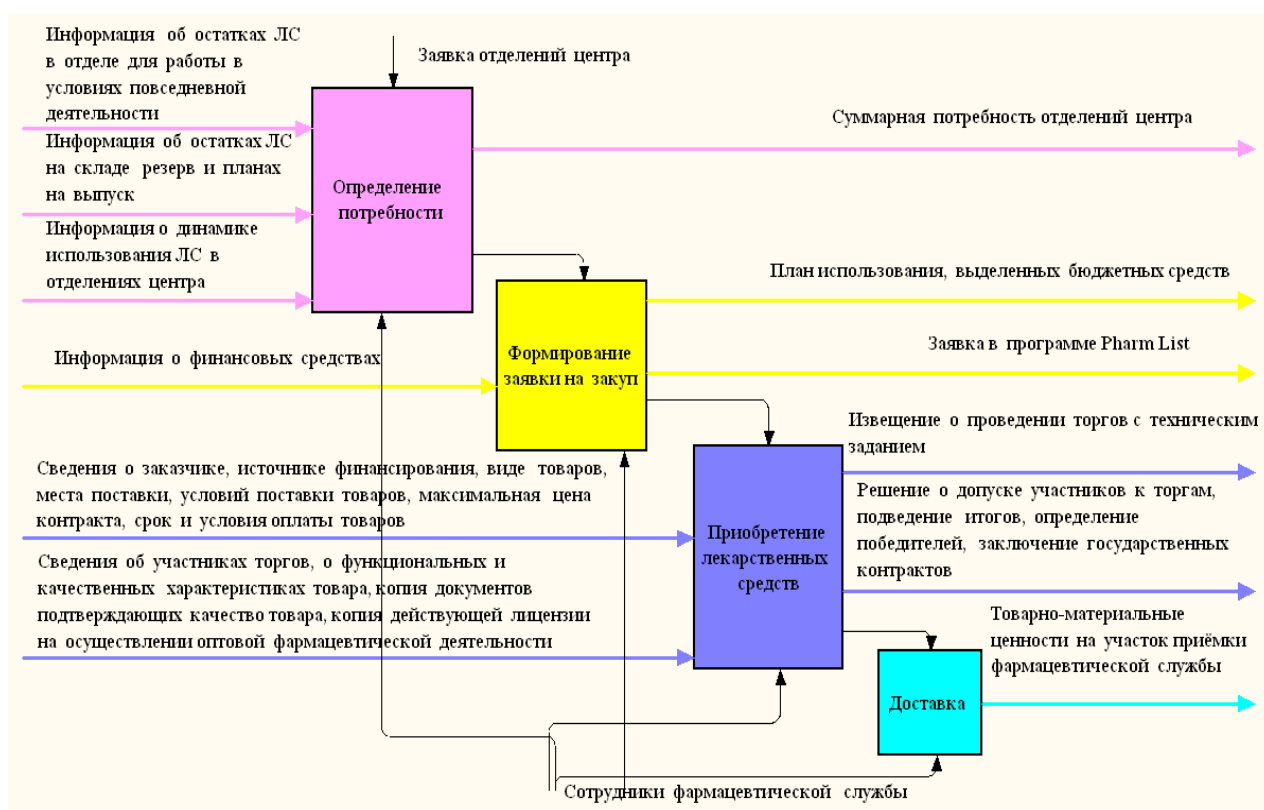 Информация об остатках ЛС
в отделе для работы в
условиях повседневной
деятельности
Заявка отделений центра
Суммарная потребность отделений центра
Информация об остатках ЛС
на складе резерв и планах
на выпуск
Определение
потребности
Информация о динамике
использования ЛС в
отделениях центра
План использования, выделенных бюджетных средств
Информация о финансовых средствах
Формирование
заявки на закуп
Заявка в программе Pharm List
Извещение о проведении торгов с техническим
заданием
Сведения о заказчике, источнике финансирования, виде товаров,
места поставки, условий поставки товаров, максимальная цена
контракта, срок и условия оплаты товаров
Решение о допуске участников к торгам,
подведение итогов, определение
победителей, заключение государственных
контрактов
Приобретение
лекарственных
средств
Сведения об участниках торгов, о функциональных и
качественных характеристиках товара, копия документов
подтверждающих качество товара, копия действующей лицензии
на осуществлении оптовой фармацевтической деятельности
Товарно-материальные
ценности на участок приёмки
фармацевтической службы
Доставка
Сотрудники фармацевтической службы